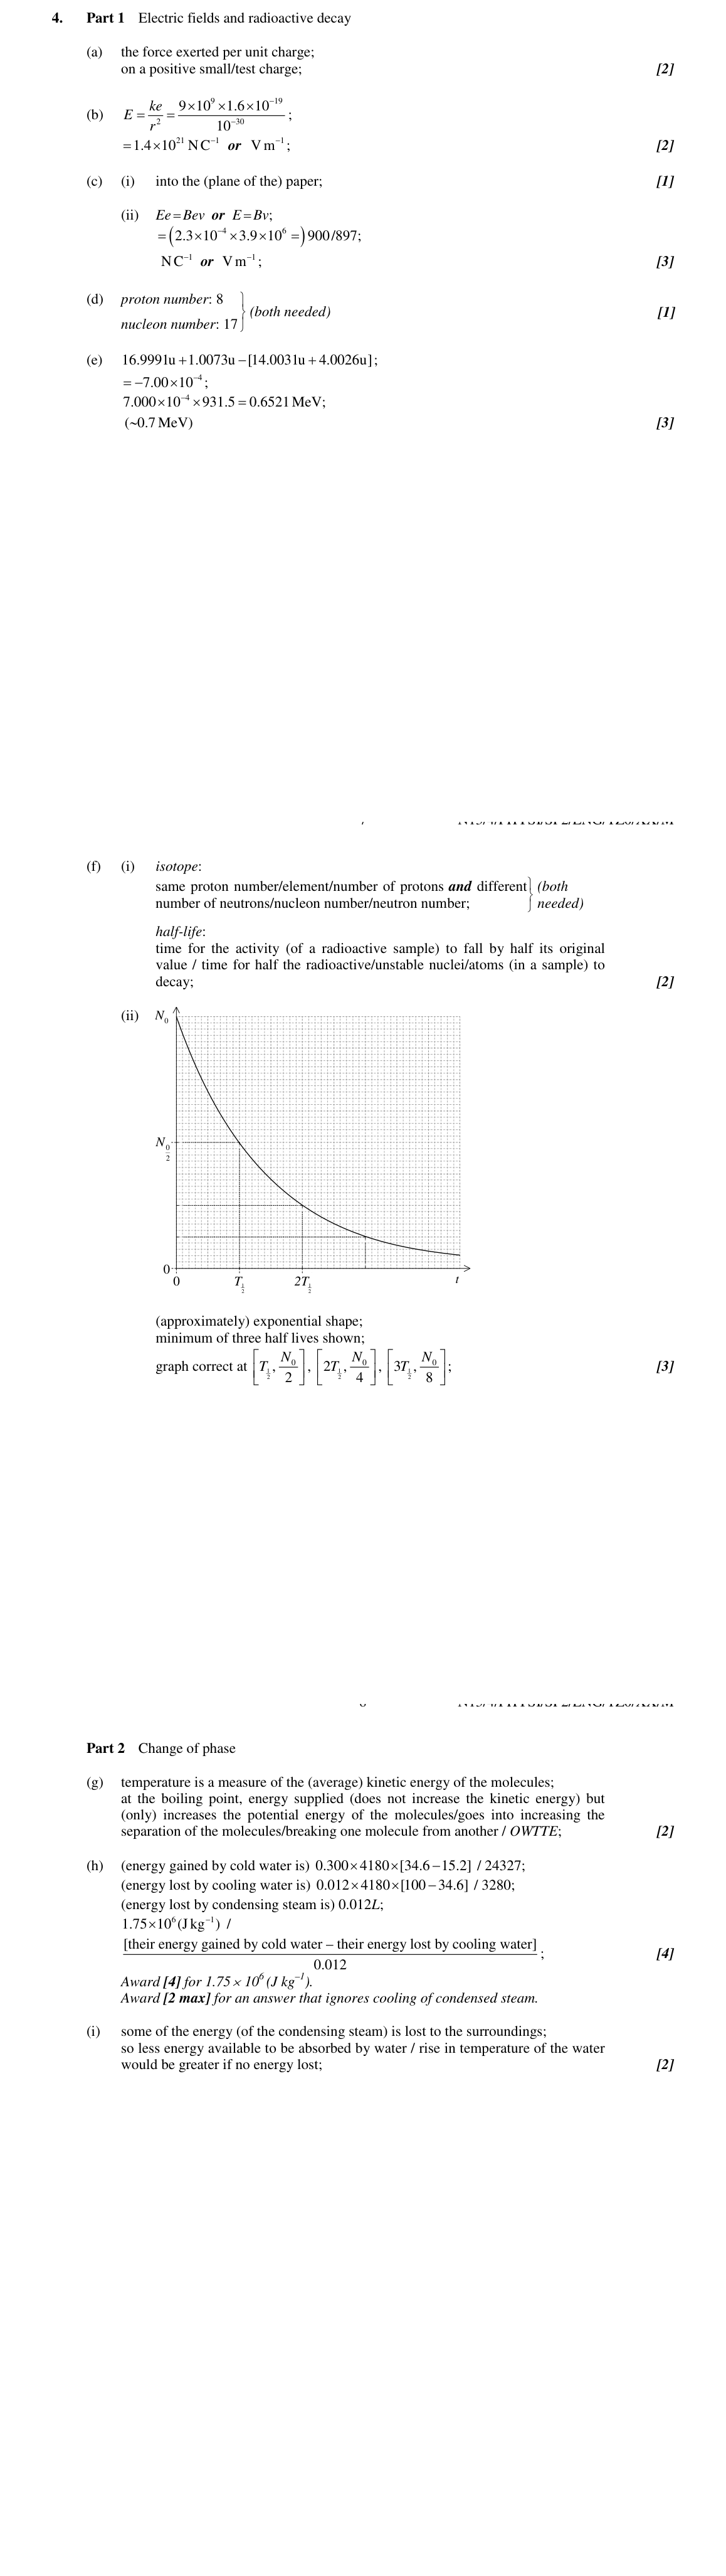 4. Part 1 Electric fields and radioactive decay
(a) the force exerted per unit charge;
on a positive small/test charge; [2]
(b) E = ke/r² = 9×10⁹×1.6×10⁻¹⁹/10⁻³⁰ ;
=1.4×10²¹ N C⁻¹ or V m⁻¹; [2]
(c) (i) into the (plane of the) paper; [1]
(ii) Ee=Bev or E=Bv;
=(2.3×10⁻⁴×3.9×10⁶=)900/897;
N C⁻¹ or V m⁻¹; [3]
(d) proton number: 8
nucleon number: 17 } (both needed) [1]
(e) 16.9991u+1.0073u−[14.0031u+4.0026u];
=−7.00×10⁻⁴;
7.000×10⁻⁴×931.5=0.6521MeV;
(~0.7MeV) [3]
(f) (i) isotope:
same proton number/element/number of protons and different } (both
number of neutrons/nucleon number/neutron number; needed)
half-life:
time for the activity (of a radioactive sample) to fall by half its original
value / time for half the radioactive/unstable nuclei/atoms (in a sample) to
decay; [2]
(ii) N₀
N₀/2
0
0 T½ 2T½ t
(approximately) exponential shape;
minimum of three half lives shown;
graph correct at [T½, N₀/2], [2T½, N₀/4], [3T½, N₀/8]; [3]
Part 2 Change of phase
(g) temperature is a measure of the (average) kinetic energy of the molecules;
at the boiling point, energy supplied (does not increase the kinetic energy) but
(only) increases the potential energy of the molecules/goes into increasing the
separation of the molecules/breaking one molecule from another / OWTTE; [2]
(h) (energy gained by cold water is) 0.300×4180×[34.6−15.2] / 24327;
(energy lost by cooling water is) 0.012×4180×[100−34.6] / 3280;
(energy lost by condensing steam is) 0.012L;
1.75×10⁶(J kg⁻¹) /
[their energy gained by cold water – their energy lost by cooling water]/0.012 ; [4]
Award [4] for 1.75×10⁶(J kg⁻¹).
Award [2 max] for an answer that ignores cooling of condensed steam.
(i) some of the energy (of the condensing steam) is lost to the surroundings;
so less energy available to be absorbed by water / rise in temperature of the water
would be greater if no energy lost; [2]